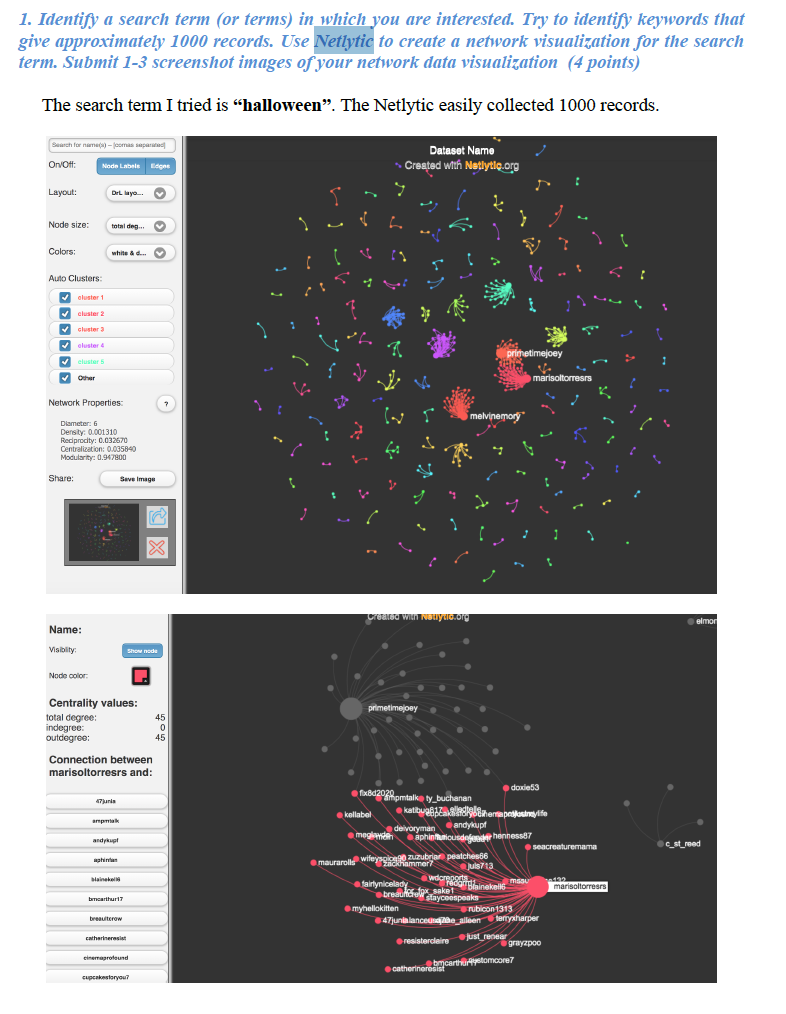 1. Identify a search term (or terms) in which you are interested. Try to identify keywords that
give approximately 1000 records. Use Netlytic to create a network visualization for the search
term. Submit 1-3 screenshot images of your network data visualization (4 points)
The search term I tried is “halloween”. The Netlytic easily collected 1000 records.
Search for name(s) – [comae separated]
On/Off: Node Labels Edges
Layout: DrL layo...
Node size: total deg...
Colors: white & d...
Auto Clusters:
cluster 1
cluster 2
cluster 3
cluster 4
cluster 5
Other
Network Properties: ?
Diameter: 6
Density: 0.001310
Reciprocity: 0.032670
Centralization: 0.035840
Modularity: 0.947800
Share: Save Image
Dataset Name
Created with Netlytic.org
primetimejoey
marisoltorresrs
melvinemory
Name:
Visiblity: Show node
Node color:
Centrality values:
total degree: 45
indegree: 0
outdegree: 45
Connection between
marisoltorresrs and:
47junia
ampmtalk
andykupf
aphinfan
blainekell6
bmcarthur17
breaultcrow
catherineresist
cinemaprofound
cupcakesforyou7
Created with Netlytic.org
elmor
primetimejoey
doxie53
fix8d2020
ampmtalk ty_buchanan
kellabel
andykupf
deivoryman
henness87
seacreaturemama
c_st_reed
maurarolls
zuzubriar peatches66
zackhammer7
juls713
wdcreports
fairlynicelady
blainekell6
marisoltorresrs
stayceespeaks
myhellokitten
rubicon1313
terryxharper
resisterclaire
just_renear
grayzpoo
catherineresist